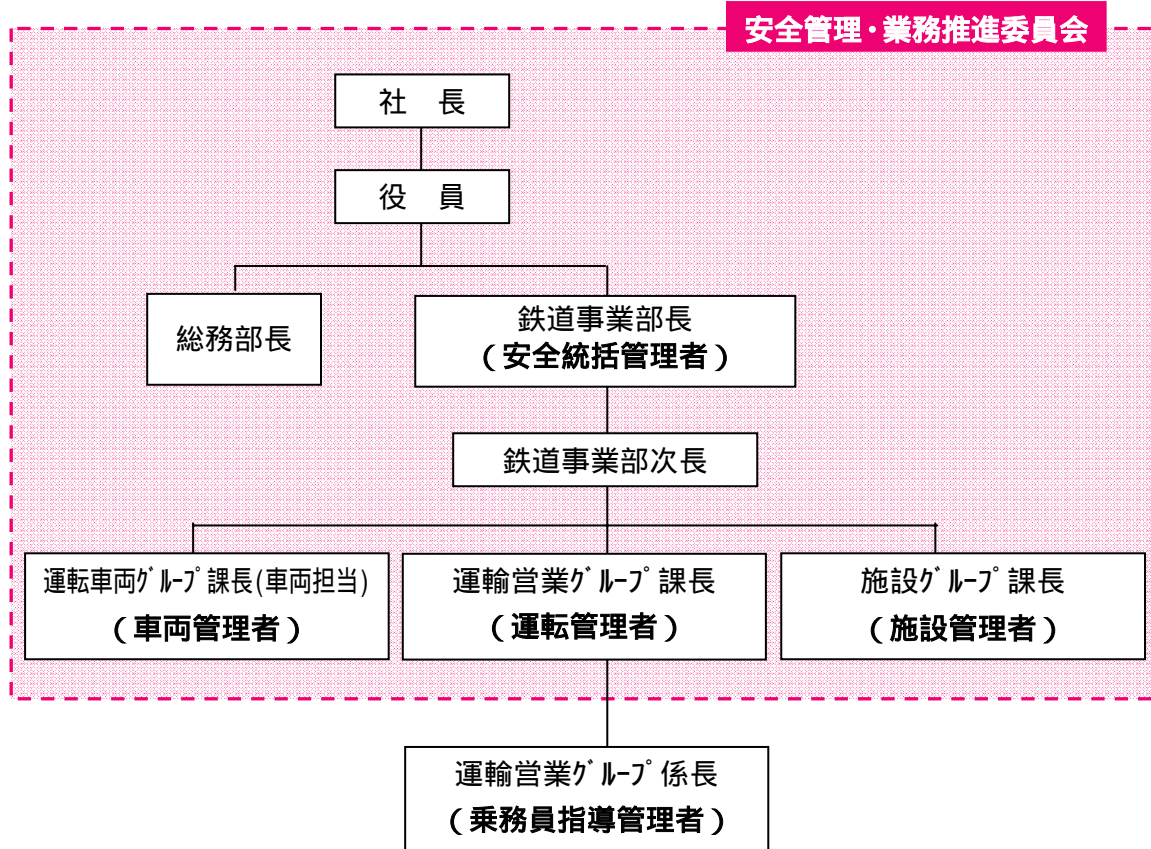 安全管理・業務推進委員会
社　長
役　員
総務部長
鉄道事業部長
（安全統括管理者）
鉄道事業部次長
運転車両ｸﾞﾙｰﾌﾟ課長(車両担当)
（車両管理者）
運輸営業ｸﾞﾙｰﾌﾟ課長
（運転管理者）
施設ｸﾞﾙｰﾌﾟ課長
（施設管理者）
運輸営業ｸﾞﾙｰﾌﾟ係長
（乗務員指導管理者）